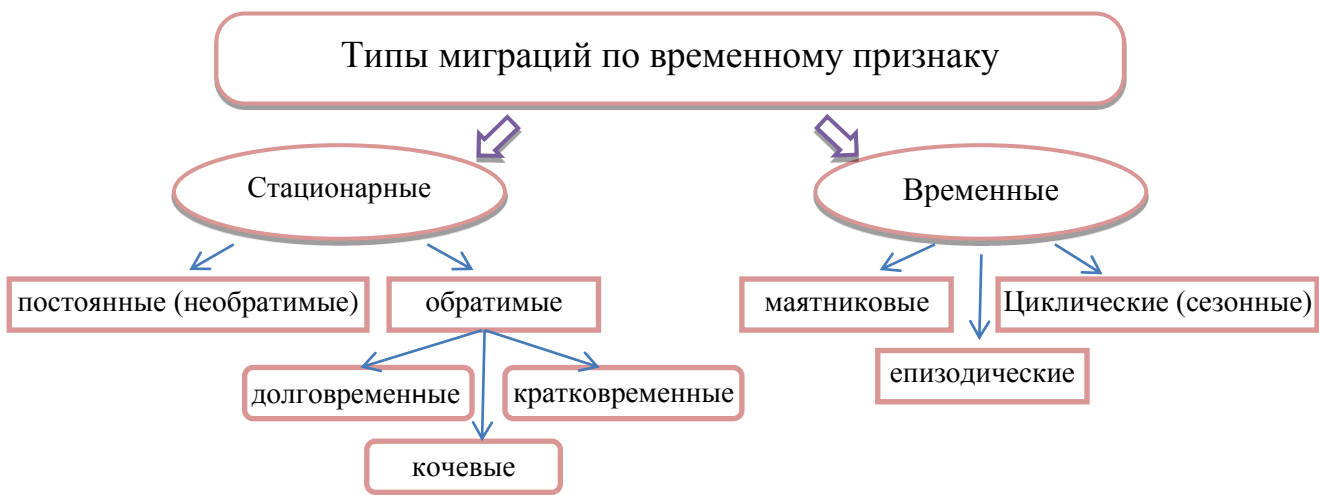 Типы миграций по временному признаку
Стационарные
Временные
постоянные (необратимые)
обратимые
маятниковые
Циклические (сезонные)
епизодические
долговременные
кратковременные
кочевые